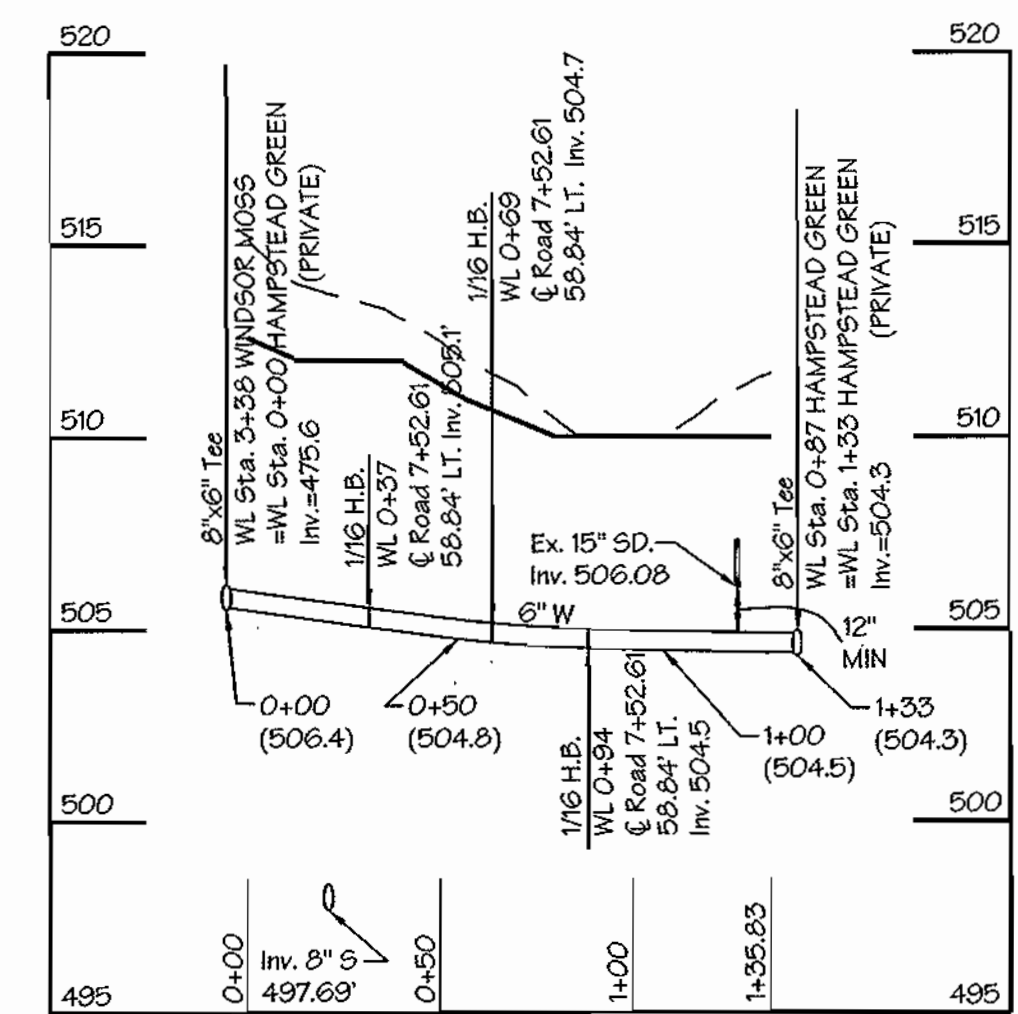 520
520
515
515
510
510
505
505
500
500
495
495
8"x6" Tee
WL Sta. 3+38 WINDSOR MOSS
=WL Sta. 0+00 HAMPSTEAD GREEN
(PRIVATE)
Inv.=475.6
1/16 H.B.
WL 0+37
℄ Road 7+52.61
58.84' LT. Inv. 505.1'
1/16 H.B.
WL 0+69
℄ Road 7+52.61
58.84' LT. Inv. 504.7
Ex. 15" SD.
Inv. 506.08
8"x6" Tee
WL Sta. 0+87 HAMPSTEAD GREEN
=WL Sta. 1+33 HAMPSTEAD GREEN
(PRIVATE)
Inv.=504.3
6" W
12"
MIN
0+00
(506.4)
0+50
(504.8)
1/16 H.B.
WL 0+94
℄ Road 7+52.61
58.84' LT.
Inv. 504.5
1+00
(504.5)
1+33
(504.3)
Inv. 8" S
497.69'
0+00
0+50
1+00
1+35.83